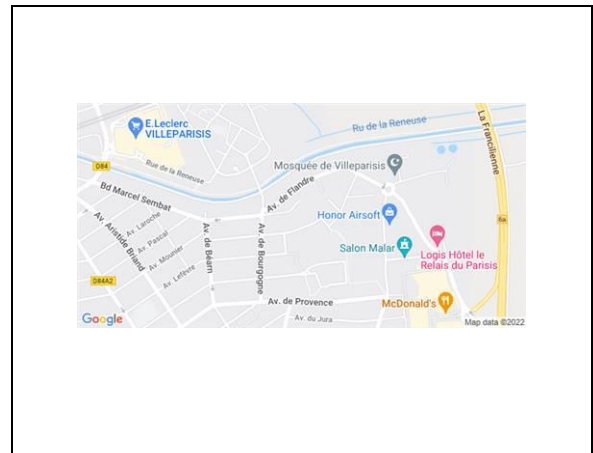 E.Leclerc
VILLEPARISIS
Ru de la Reneuse
La Francilienne
D84
Rue de la Reneuse
Mosquée de Villeparisis
Bd Marcel Sembat
Av. de Flandre
Av. Laroche
Honor Airsoft
6a
Av. Aristide Briand
Av. Pascal
Av. de Béarn
Av. de Bourgogne
Av. Mounier
Salon Malar
Logis Hôtel le
Relais du Parisis
Av. Lefèvre
D84A2
Av. de Provence
McDonald's
Av. du Jura
Google
Map data ©2022